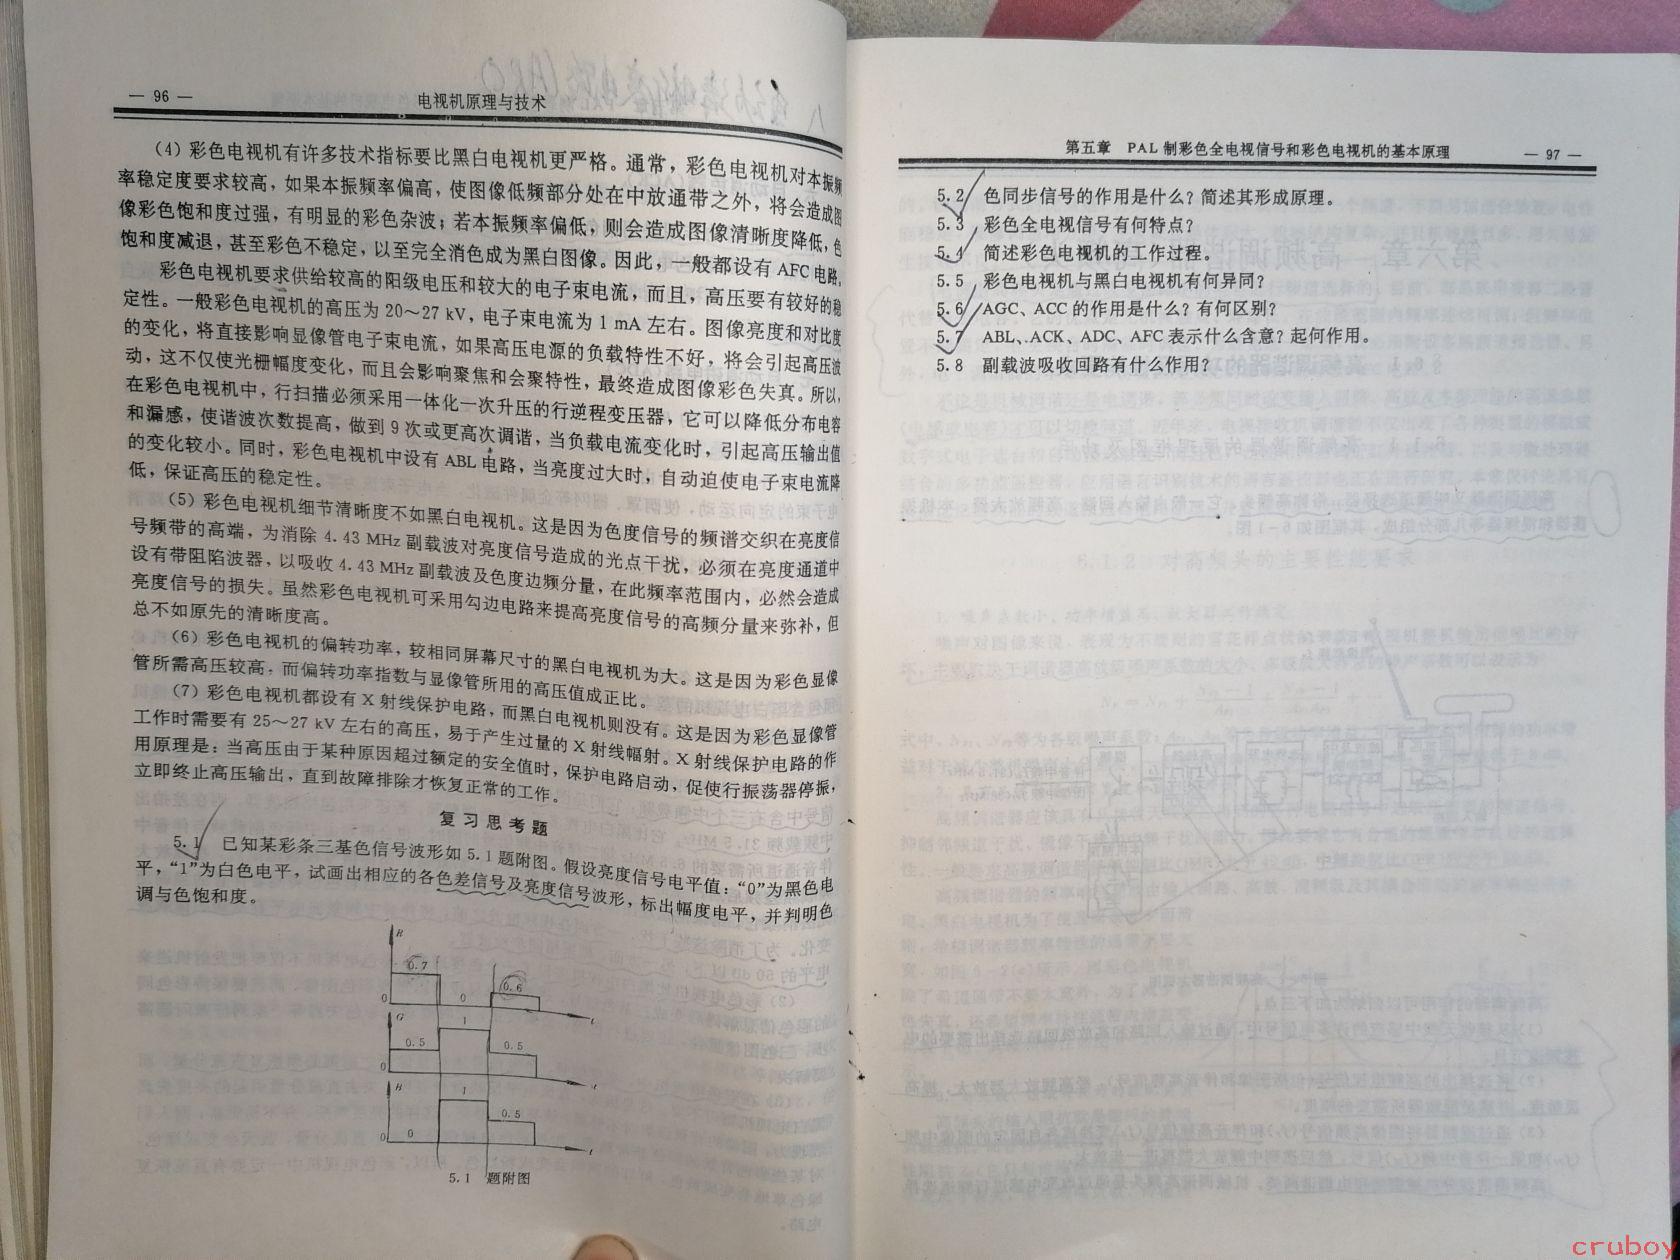 — 96 —
电视机原理与技术
(4) 彩色电视机有许多技术指标要比黑白电视机更严格。通常，彩色电视机对本振频
率稳定度要求较高，如果本振频率偏高，使图像低频部分处在中放通带之外，将会造成图
像彩色饱和度过强，有明显的彩色杂波；若本振频率偏低，则会造成图像清晰度降低，色
饱和度减退，甚至彩色不稳定，以至完全消色成为黑白图像。因此，一般都设有 AFC 电路。
彩色电视机要求供给较高的阳级电压和较大的电子束电流，而且，高压要有较好的稳
定性。一般彩色电视机的高压为 20～27 kV，电子束电流为 1 mA 左右。图像亮度和对比度
的变化，将直接影响显像管电子束电流，如果高压电源的负载特性不好，将会引起高压波
动，这不仅使光栅幅度变化，而且会影响聚焦和会聚特性，最终造成图像彩色失真。所以，
在彩色电视机中，行扫描必须采用一体化一次升压的行逆程变压器，它可以降低分布电容
和漏感，使谐波次数提高，做到 9 次或更高次调谐，当负载电流变化时，引起高压输出值
的变化较小。同时，彩色电视机中设有 ABL 电路，当亮度过大时，自动迫使电子束电流降
低，保证高压的稳定性。
(5) 彩色电视机细节清晰度不如黑白电视机。这是因为色度信号的频谱交织在亮度信
号频带的高端，为消除 4.43 MHz 副载波对亮度信号造成的光点干扰，必须在亮度通道中
设有带阻陷波器，以吸收 4.43 MHz 副载波及色度边频分量，在此频率范围内，必然会造成
亮度信号的损失。虽然彩色电视机可采用勾边电路来提高亮度信号的高频分量来弥补，但
总不如原先的清晰度高。
(6) 彩色电视机的偏转功率，较相同屏幕尺寸的黑白电视机为大。这是因为彩色显像
管所需高压较高，而偏转功率指数与显像管所用的高压值成正比。
(7) 彩色电视机都设有 X 射线保护电路，而黑白电视机则没有。这是因为彩色显像管
工作时需要有 25～27 kV 左右的高压，易于产生过量的 X 射线幅射。X 射线保护电路的作
用原理是：当高压由于某种原因超过额定的安全值时，保护电路启动，促使行振荡器停振，
立即终止高压输出，直到故障排除才恢复正常的工作。
复习思考题
5.1 已知某彩条三基色信号波形如 5.1 题附图。假设亮度信号电平值：“0”为黑色电
平，“1”为白色电平，试画出相应的各色差信号及亮度信号波形，标出幅度电平，并判明色
调与色饱和度。
R
0.7
0
0.6
0
t
G
1
0.5
0.5
0
t
B
1
0.5
0
0
t
5.1 题附图
第五章 PAL 制彩色全电视信号和彩色电视机的基本原理
— 97 —
5.2 色同步信号的作用是什么？简述其形成原理。
5.3 彩色全电视信号有何特点？
5.4 简述彩色电视机的工作过程。
5.5 彩色电视机与黑白电视机有何异同？
5.6 AGC、ACC 的作用是什么？有何区别？
5.7 ABL、ACK、ADC、AFC 表示什么含意？起何作用。
5.8 副载波吸收回路有什么作用？
cruboy